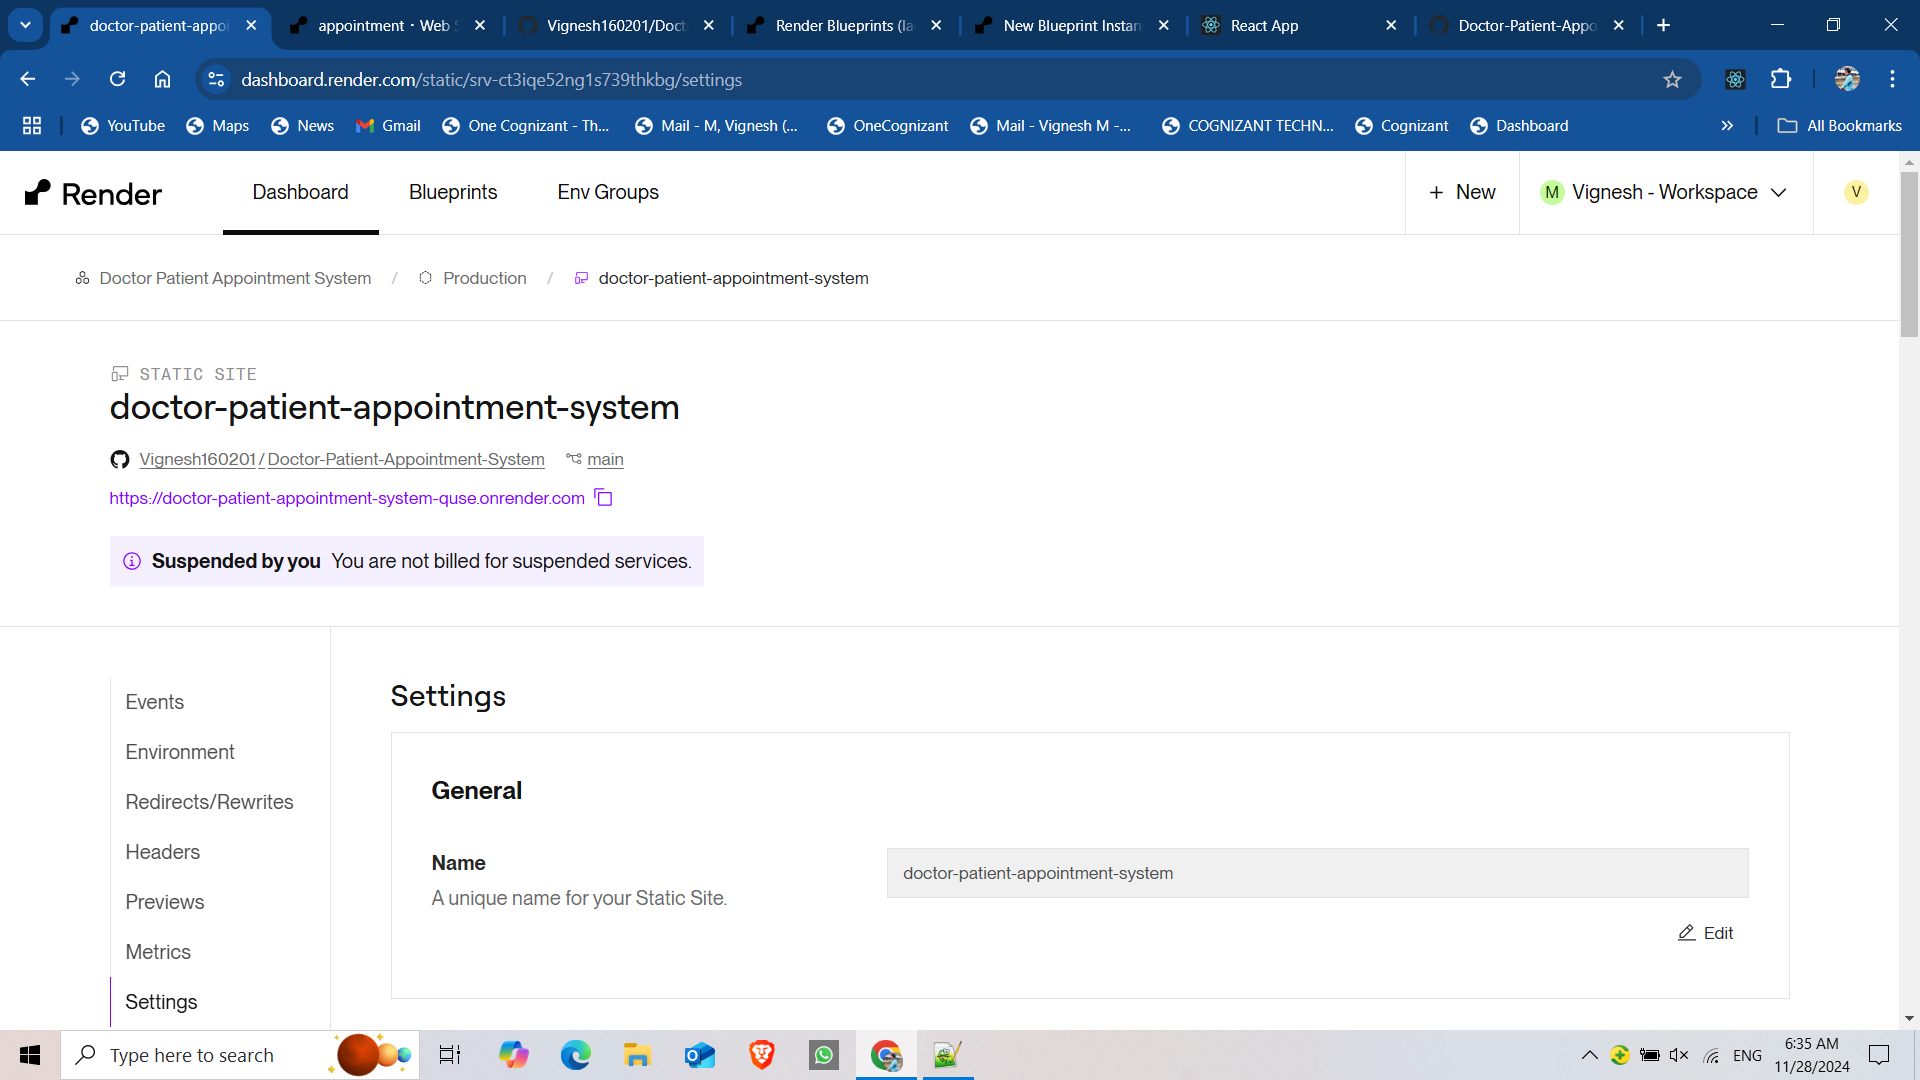 doctor-patient-appoi
appointment · Web S
Vignesh160201/Doct
Render Blueprints (la
New Blueprint Instan
React App
Doctor-Patient-Appo
dashboard.render.com/static/srv-ct3iqe52ng1s739thkbg/settings
YouTube
Maps
News
Gmail
One Cognizant - Th...
Mail - M, Vignesh (...
OneCognizant
Mail - Vignesh M -...
COGNIZANT TECHN...
Cognizant
Dashboard
All Bookmarks
Render
Dashboard
Blueprints
Env Groups
+ New
M Vignesh - Workspace
V
Doctor Patient Appointment System / Production / doctor-patient-appointment-system
STATIC SITE
doctor-patient-appointment-system
Vignesh160201 / Doctor-Patient-Appointment-System main
https://doctor-patient-appointment-system-quse.onrender.com
Suspended by you You are not billed for suspended services.
Events
Environment
Redirects/Rewrites
Headers
Previews
Metrics
Settings
Settings
General
Name
A unique name for your Static Site.
doctor-patient-appointment-system
Edit
Type here to search
ENG
6:35 AM
11/28/2024